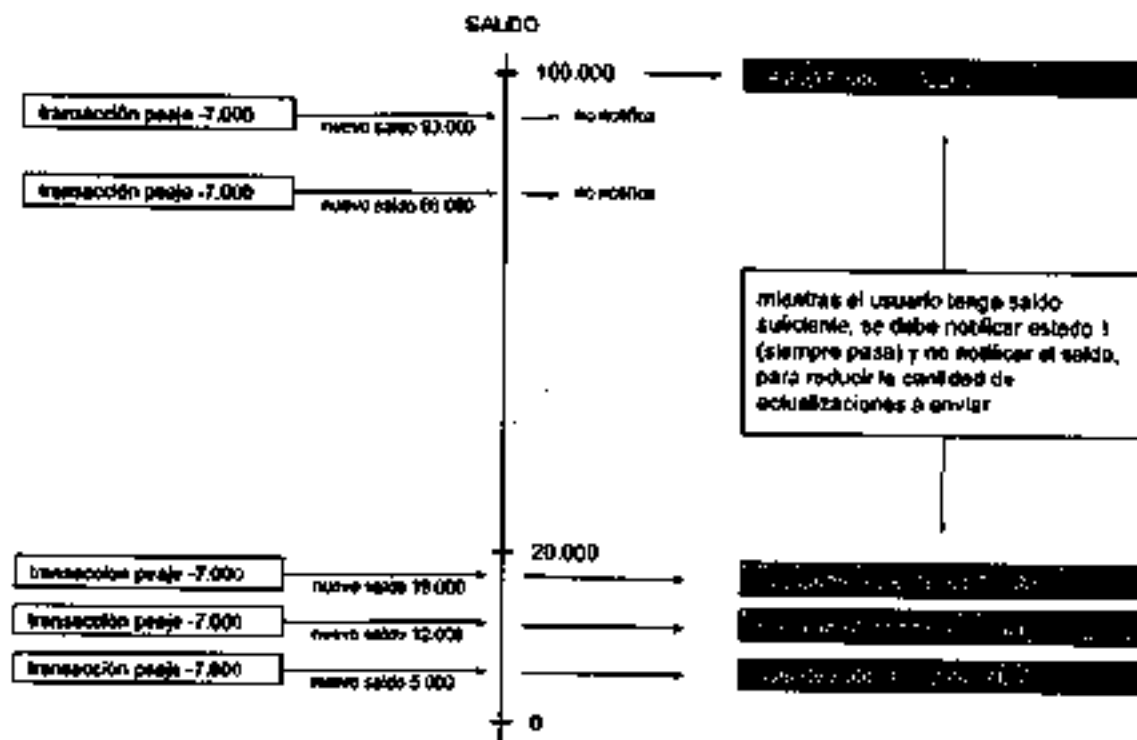 SALDO
100.000
transacción peaje -7.000
nuevo saldo 93.000
no notifica
transacción peaje -7.000
nuevo saldo
no notifica
mientras el usuario tenga saldo
suficiente, se debe notificar estado 1
(siempre pasa) y no notificar el saldo,
para reducir la cantidad de
actualizaciones a enviar
20.000
transacción peaje -7.000
nuevo saldo 19.000
transacción peaje -7.000
nuevo saldo 12.000
transacción peaje -7.000
nuevo saldo 5.000
0